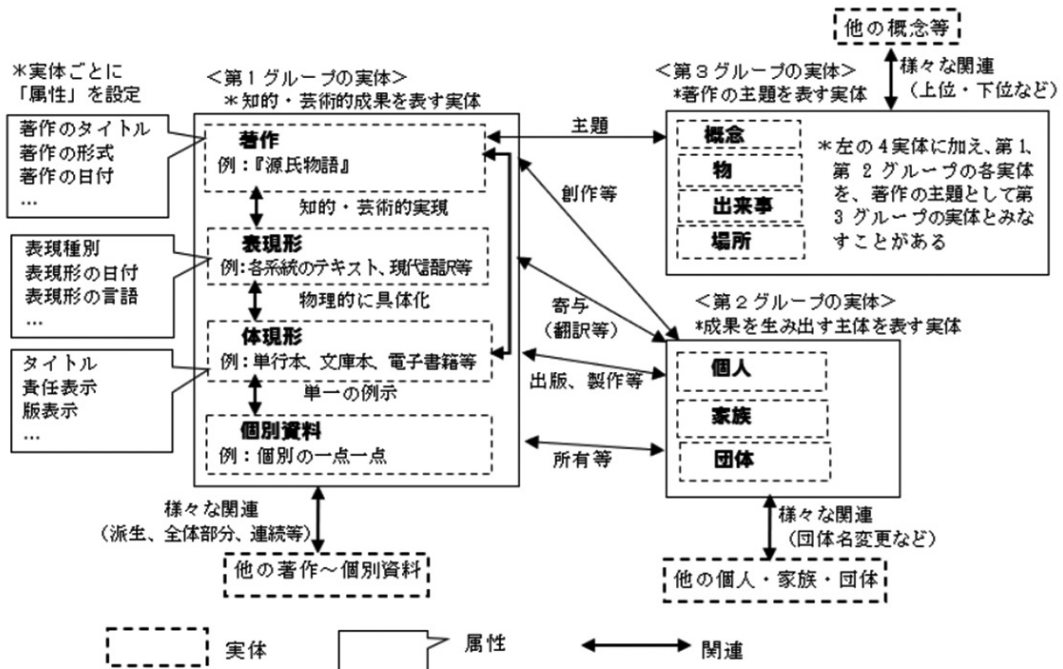 他の概念等
様々な関連
（上位・下位など）
＊実体ごとに
「属性」を設定
著作のタイトル
著作の形式
著作の日付
…
表現種別
表現形の日付
表現形の言語
…
タイトル
責任表示
版表示
…
＜第１グループの実体＞
＊知的・芸術的成果を表す実体
著作
例：『源氏物語』
知的・芸術的実現
表現形
例：各系統のテキスト、現代語訳等
物理的に具体化
体現形
例：単行本、文庫本、電子書籍等
単一の例示
個別資料
例：個別の一点一点
様々な関連
（派生、全体部分、連続等）
他の著作～個別資料
主題
創作等
寄与
（翻訳等）
出版、製作等
所有等
＜第３グループの実体＞
*著作の主題を表す実体
概念
物
出来事
場所
＊左の４実体に加え、第１、
第２グループの各実体
を、著作の主題として第
３グループの実体とみな
すことがある
＜第２グループの実体＞
*成果を生み出す主体を表す実体
個人
家族
団体
様々な関連
（団体名変更など）
他の個人・家族・団体
実体
属性
関連